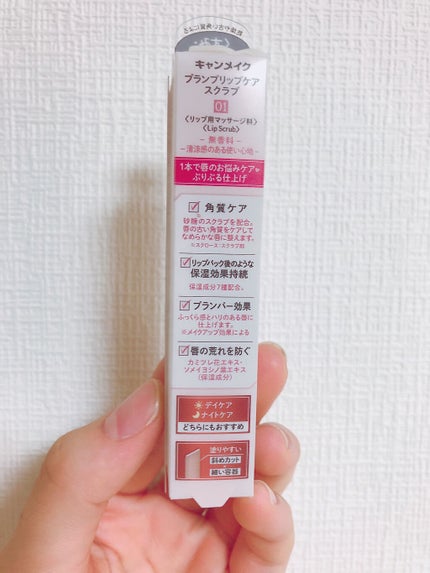 キャンメイク
プランプリップケア
スクラブ
01
〈リップ用マッサージ料〉
〈Lip Scrub〉
－無香料－
－清涼感のある使い心地－
1本で唇のお悩みケア
ぷりぷる仕上げ
角質ケア
砂糖※のスクラブを配合。
唇の古い角質をケアして
なめらかな唇に整えます。
※スクロース：スクラブ剤
リップパック後のような
保湿効果持続
保湿成分7種配合。
プランパー効果
ふっくら感とハリのある唇に
仕上げます。
※メイクアップ効果による
唇の荒れを防ぐ
カミツレ花エキス・
ソメイヨシノ葉エキス
（保湿成分）
デイケア
ナイトケア
どちらにもおすすめ
塗りやすい
斜めカット
細い容器